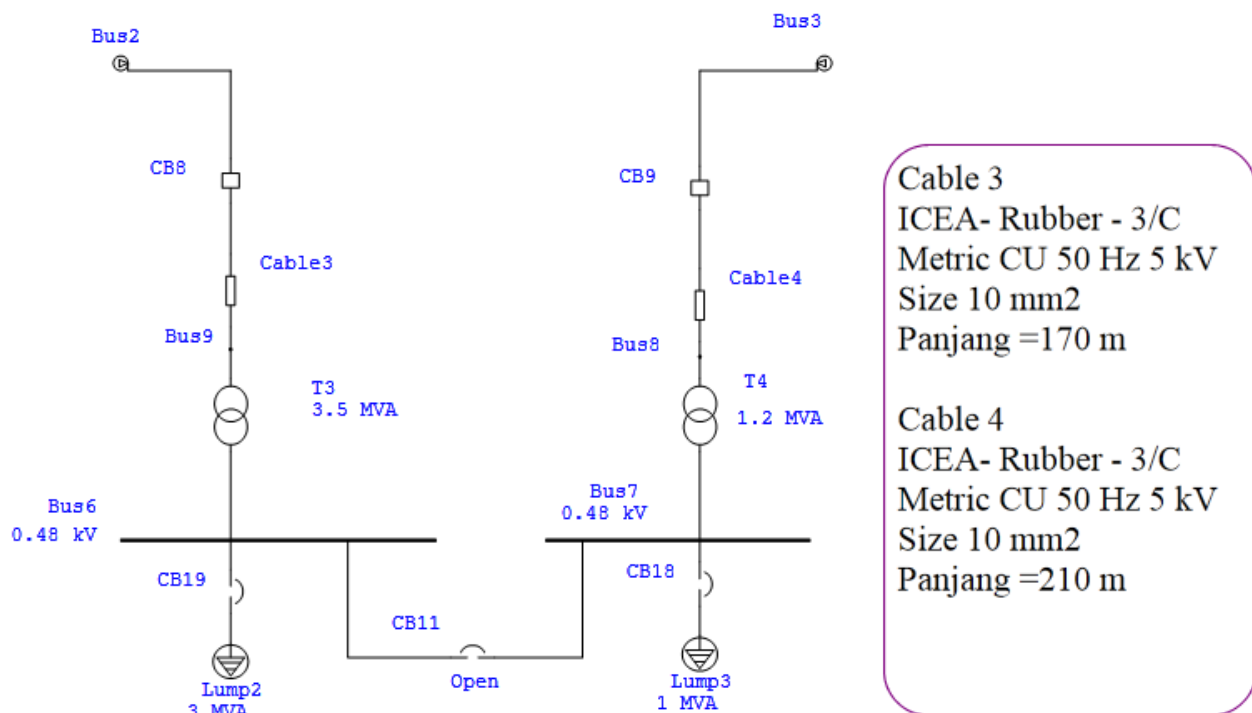 Bus2
Bus3
CB8
CB9
Cable3
Cable4
Bus9
Bus8
T3
3.5 MVA
T4
1.2 MVA
Bus6
0.48 kV
Bus7
0.48 kV
CB19
CB18
CB11
Open
Lump2
3 MVA
Lump3
1 MVA
Cable 3
ICEA- Rubber - 3/C
Metric CU 50 Hz 5 kV
Size 10 mm2
Panjang =170 m
Cable 4
ICEA- Rubber - 3/C
Metric CU 50 Hz 5 kV
Size 10 mm2
Panjang =210 m